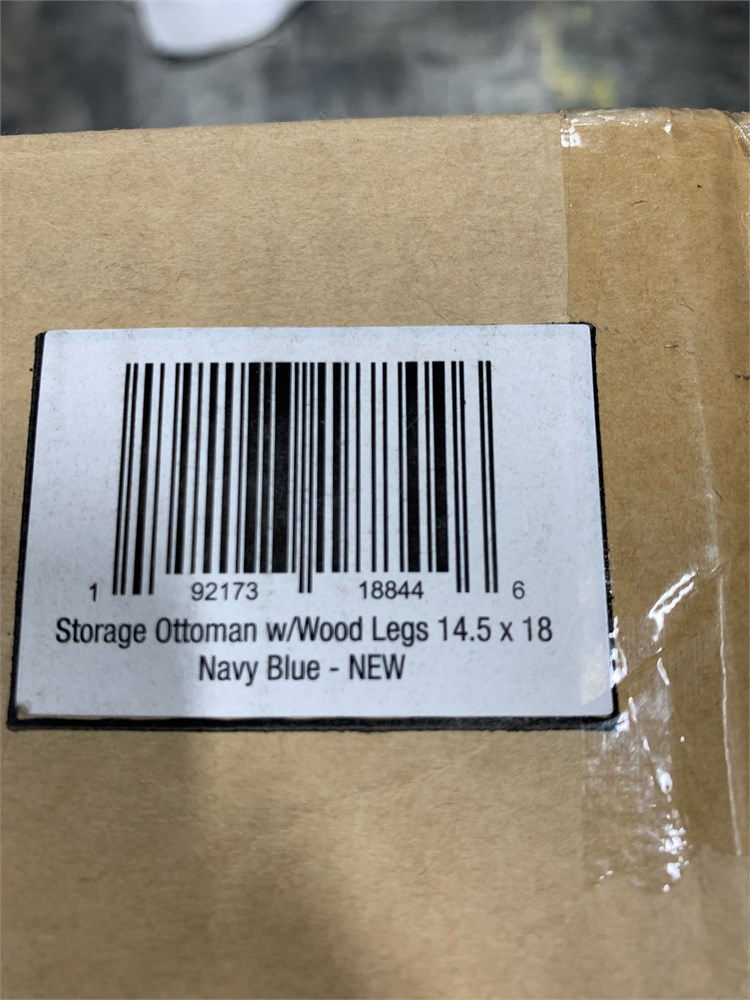 1 92173 18844 6
Storage Ottoman w/Wood Legs 14.5 x 18
Navy Blue - NEW